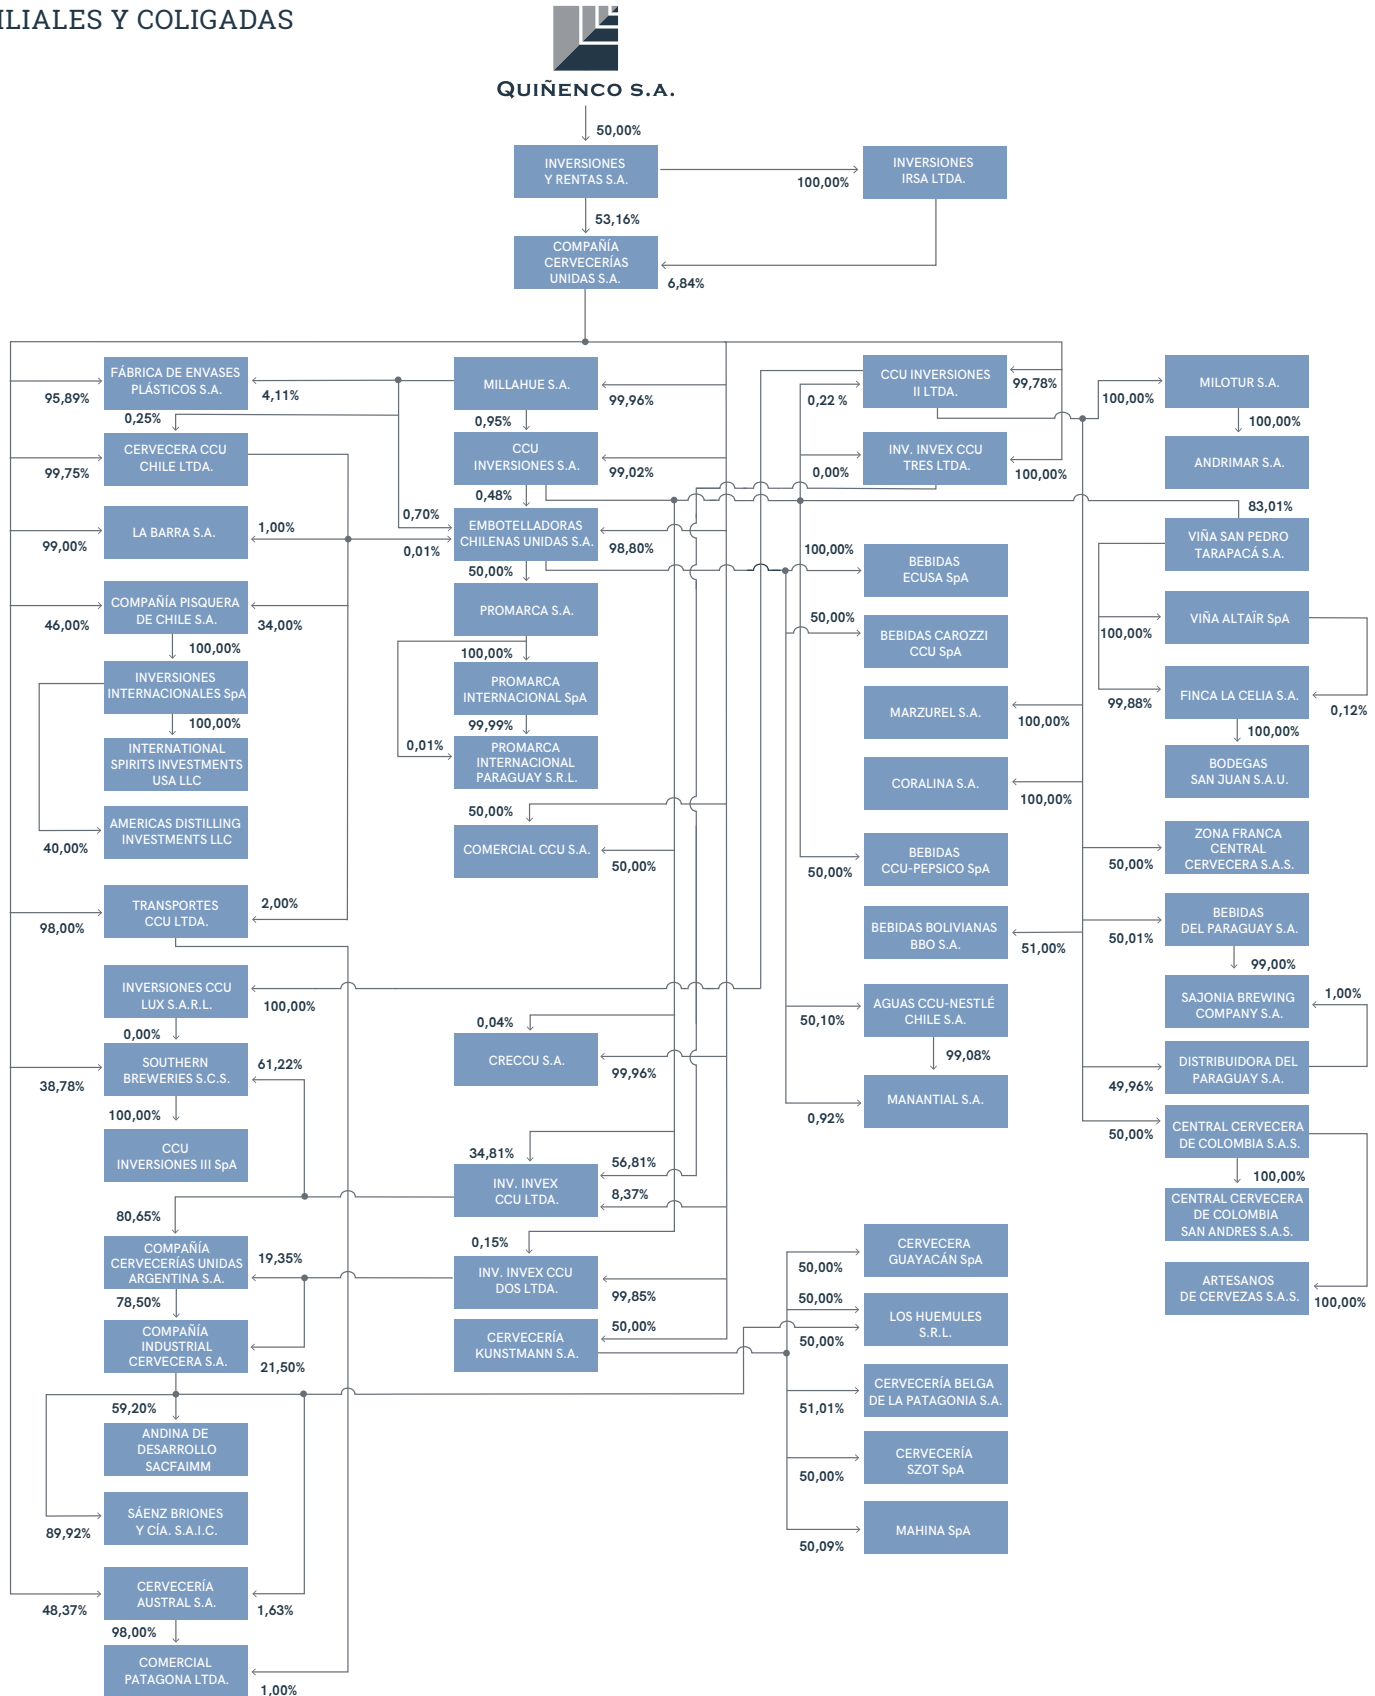 ILIALES Y COLIGADAS
QUIÑENCO S.A.
50,00%
INVERSIONES
Y RENTAS S.A.
100,00%
INVERSIONES
IRSA LTDA.
53,16%
COMPAÑÍA
CERVECERÍAS
UNIDAS S.A.
6,84%
FÁBRICA DE ENVASES
PLÁSTICOS S.A.
95,89%
4,11%
0,25%
CERVECERA CCU
CHILE LTDA.
99,75%
LA BARRA S.A.
1,00%
99,00%
COMPAÑÍA PISQUERA
DE CHILE S.A.
46,00%
34,00%
100,00%
INVERSIONES
INTERNACIONALES SpA
100,00%
INTERNATIONAL
SPIRITS INVESTMENTS
USA LLC
AMERICAS DISTILLING
INVESTMENTS LLC
40,00%
TRANSPORTES
CCU LTDA.
2,00%
98,00%
INVERSIONES CCU
LUX S.A.R.L.
100,00%
0,00%
SOUTHERN
BREWERIES S.C.S.
61,22%
38,78%
100,00%
CCU
INVERSIONES III SpA
80,65%
COMPAÑÍA
CERVECERÍAS UNIDAS
ARGENTINA S.A.
19,35%
78,50%
COMPAÑÍA
INDUSTRIAL
CERVECERA S.A.
21,50%
59,20%
ANDINA DE
DESARROLLO
SACFAIMM
SÁENZ BRIONES
Y CÍA. S.A.I.C.
89,92%
CERVECERÍA
AUSTRAL S.A.
48,37%
1,63%
98,00%
COMERCIAL
PATAGONA LTDA.
1,00%
MILLAHUE S.A.
99,96%
0,95%
CCU
INVERSIONES S.A.
99,02%
0,48%
0,70%
EMBOTELLADORAS
CHILENAS UNIDAS S.A.
0,01%
98,80%
50,00%
PROMARCA S.A.
100,00%
PROMARCA
INTERNACIONAL SpA
99,99%
0,01%
PROMARCA
INTERNACIONAL
PARAGUAY S.R.L.
50,00%
COMERCIAL CCU S.A.
50,00%
0,04%
CRECCU S.A.
99,96%
34,81%
56,81%
INV. INVEX
CCU LTDA.
8,37%
0,15%
INV. INVEX CCU
DOS LTDA.
99,85%
50,00%
CERVECERÍA
KUNSTMANN S.A.
CCU INVERSIONES
II LTDA.
0,22 %
99,78%
INV. INVEX CCU
TRES LTDA.
0,00%
100,00%
100,00%
BEBIDAS
ECUSA SpA
50,00%
BEBIDAS CAROZZI
CCU SpA
MARZUREL S.A.
100,00%
CORALINA S.A.
100,00%
BEBIDAS
CCU-PEPSICO SpA
50,00%
BEBIDAS BOLIVIANAS
BBO S.A.
51,00%
AGUAS CCU-NESTLÉ
CHILE S.A.
50,10%
99,08%
MANANTIAL S.A.
0,92%
CERVECERA
GUAYACÁN SpA
50,00%
50,00%
LOS HUEMULES
S.R.L.
50,00%
CERVECERÍA BELGA
DE LA PATAGONIA S.A.
51,01%
CERVECERÍA
SZOT SpA
50,00%
MAHINA SpA
50,09%
MILOTUR S.A.
100,00%
100,00%
ANDRIMAR S.A.
83,01%
VIÑA SAN PEDRO
TARAPACÁ S.A.
VIÑA ALTAÏR SpA
100,00%
FINCA LA CELIA S.A.
99,88%
0,12%
100,00%
BODEGAS
SAN JUAN S.A.U.
ZONA FRANCA
CENTRAL
CERVECERA S.A.S.
50,00%
BEBIDAS
DEL PARAGUAY S.A.
50,01%
99,00%
SAJONIA BREWING
COMPANY S.A.
1,00%
DISTRIBUIDORA DEL
PARAGUAY S.A.
49,96%
CENTRAL CERVECERA
DE COLOMBIA S.A.S.
50,00%
100,00%
CENTRAL CERVECERA
DE COLOMBIA
SAN ANDRES S.A.S.
ARTESANOS
DE CERVEZAS S.A.S.
100,00%